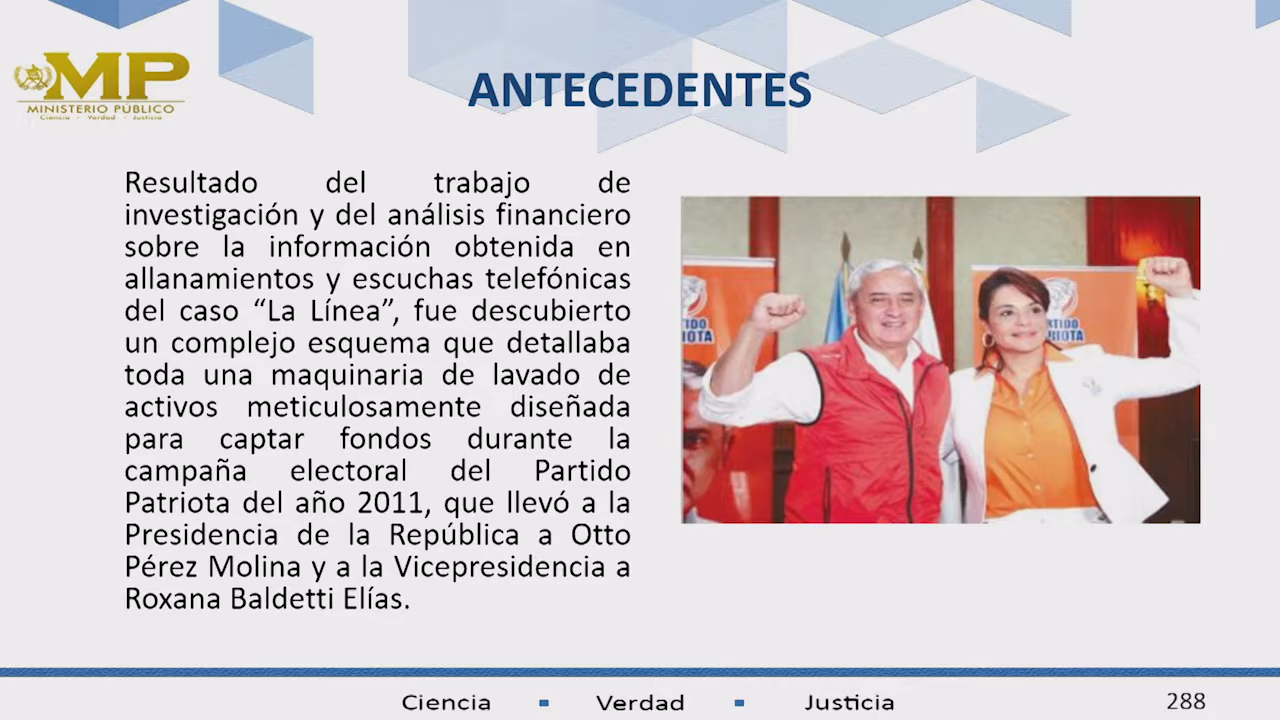 MP
MINISTERIO PÚBLICO
Ciencia - Verdad - Justicia
ANTECEDENTES
Resultado del trabajo de
investigación y del análisis financiero
sobre la información obtenida en
allanamientos y escuchas telefónicas
del caso “La Línea”, fue descubierto
un complejo esquema que detallaba
toda una maquinaria de lavado de
activos meticulosamente diseñada
para captar fondos durante la
campaña electoral del Partido
Patriota del año 2011, que llevó a la
Presidencia de la República a Otto
Pérez Molina y a la Vicepresidencia a
Roxana Baldetti Elías.
Ciencia ▪ Verdad ▪ Justicia
288